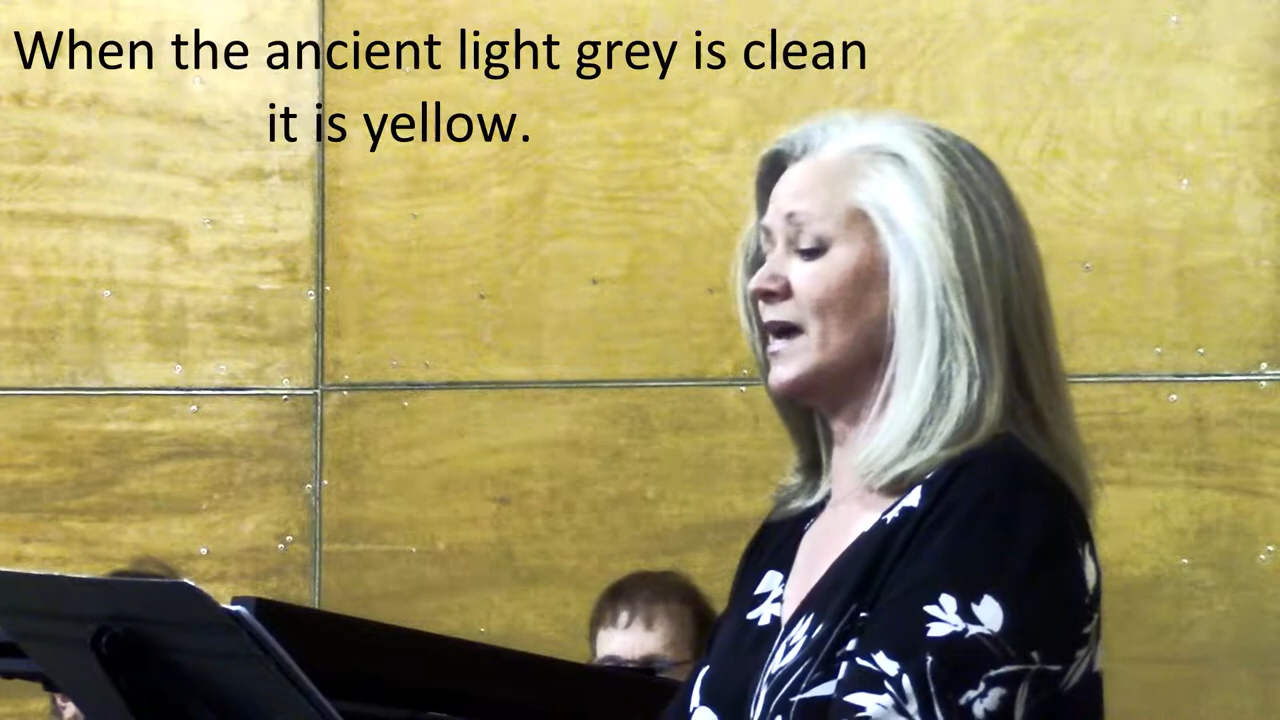 When the ancient light grey is clean
it is yellow.